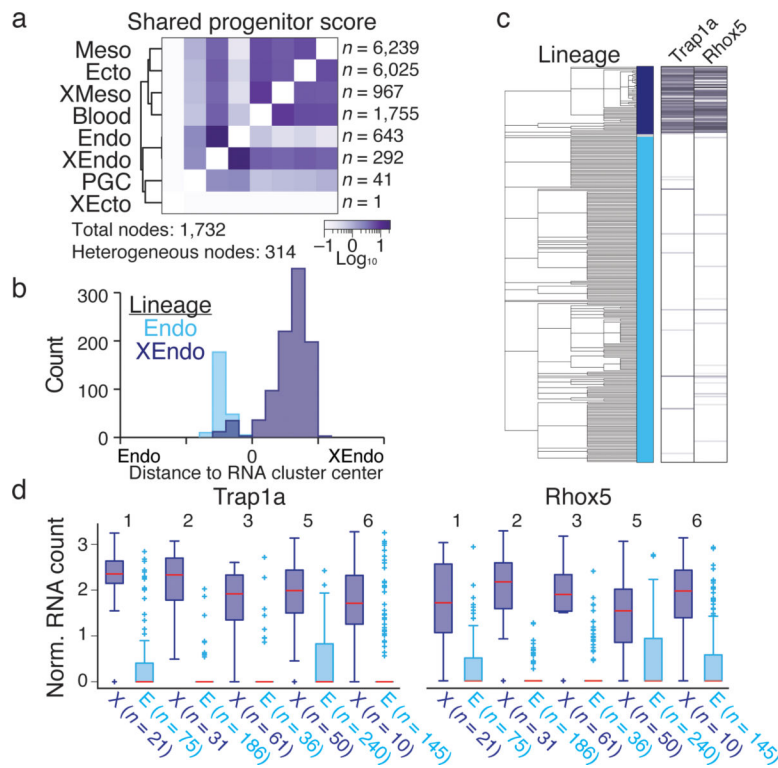 a
Shared progenitor score
Meso
n = 6,239
Ecto
n = 6,025
XMeso
n = 967
Blood
n = 1,755
Endo
n = 643
XEndo
n = 292
PGC
n = 41
XEcto
n = 1
Total nodes: 1,732
Heterogeneous nodes: 314
−1 0 1
Log10
b
Lineage
Endo
XEndo
Count
300
200
100
0
Endo
0
XEndo
Distance to RNA cluster center
c
Lineage
Trap1a
Rhox5
d
Trap1a
1 2 3 5 6
Norm. RNA count
3
2
1
0
X (n = 21)
E (n = 75)
X (n = 31
E (n = 186)
X (n = 61)
E (n = 36)
X (n = 50)
E (n = 240)
X (n = 10)
E (n = 145)
Rhox5
1 2 3 5 6
X (n = 21)
E (n = 75)
X (n = 31
E (n = 186)
X (n = 61)
E (n = 36)
X (n = 50)
E (n = 240)
X (n = 10)
E (n = 145)